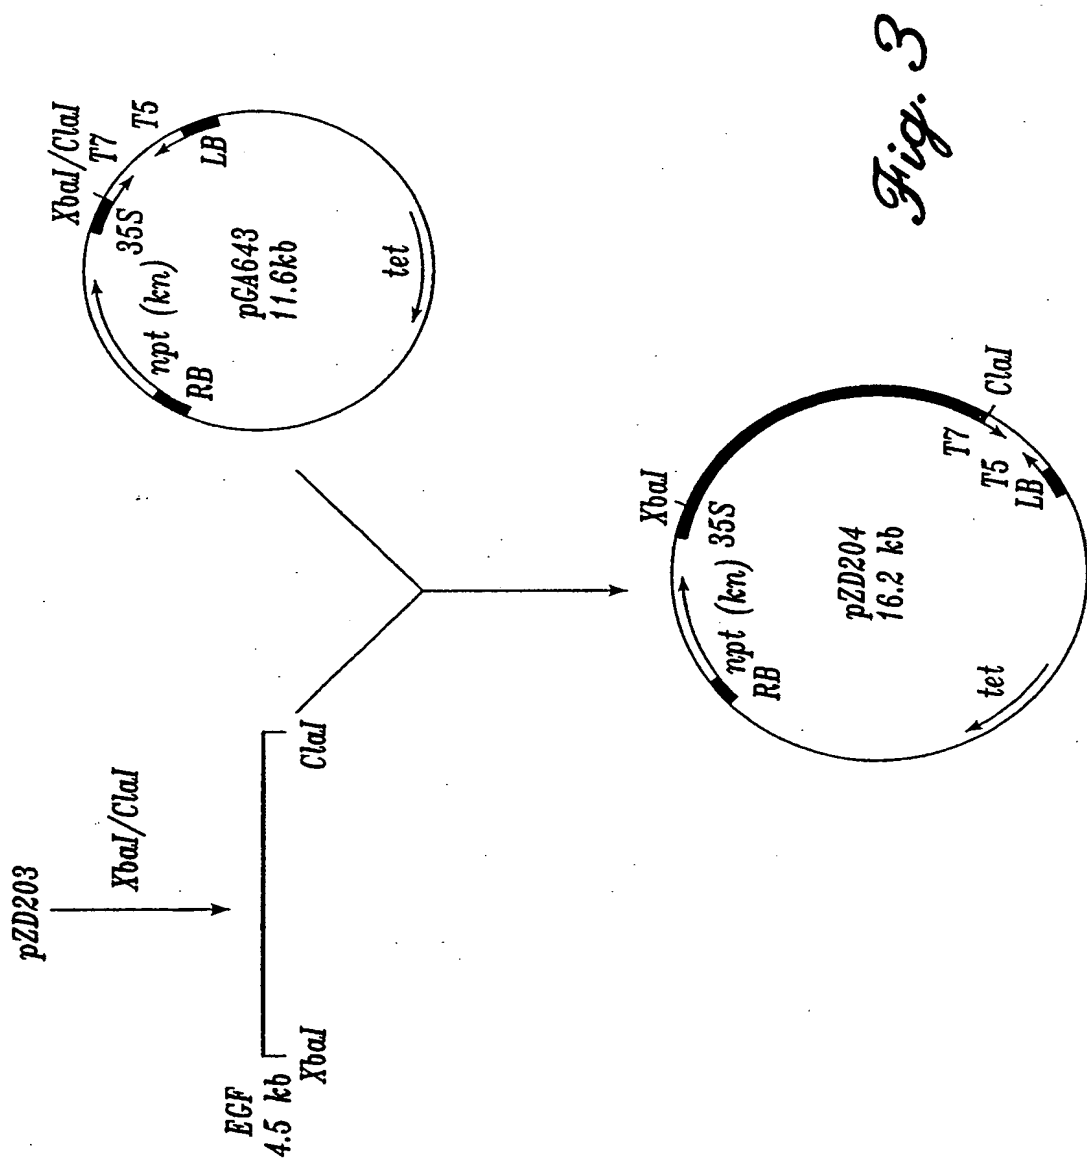 pZD203
XbaI/ClaI
EGF
4.5 kb
XbaI
ClaI
XbaI/ClaI
T7
T5
LB
35S
npt (kn)
RB
pGA643
11.6kb
tet
XbaI
35S
npt (kn)
RB
pZD204
16.2 kb
T7
ClaI
T5
LB
tet
Fig. 3